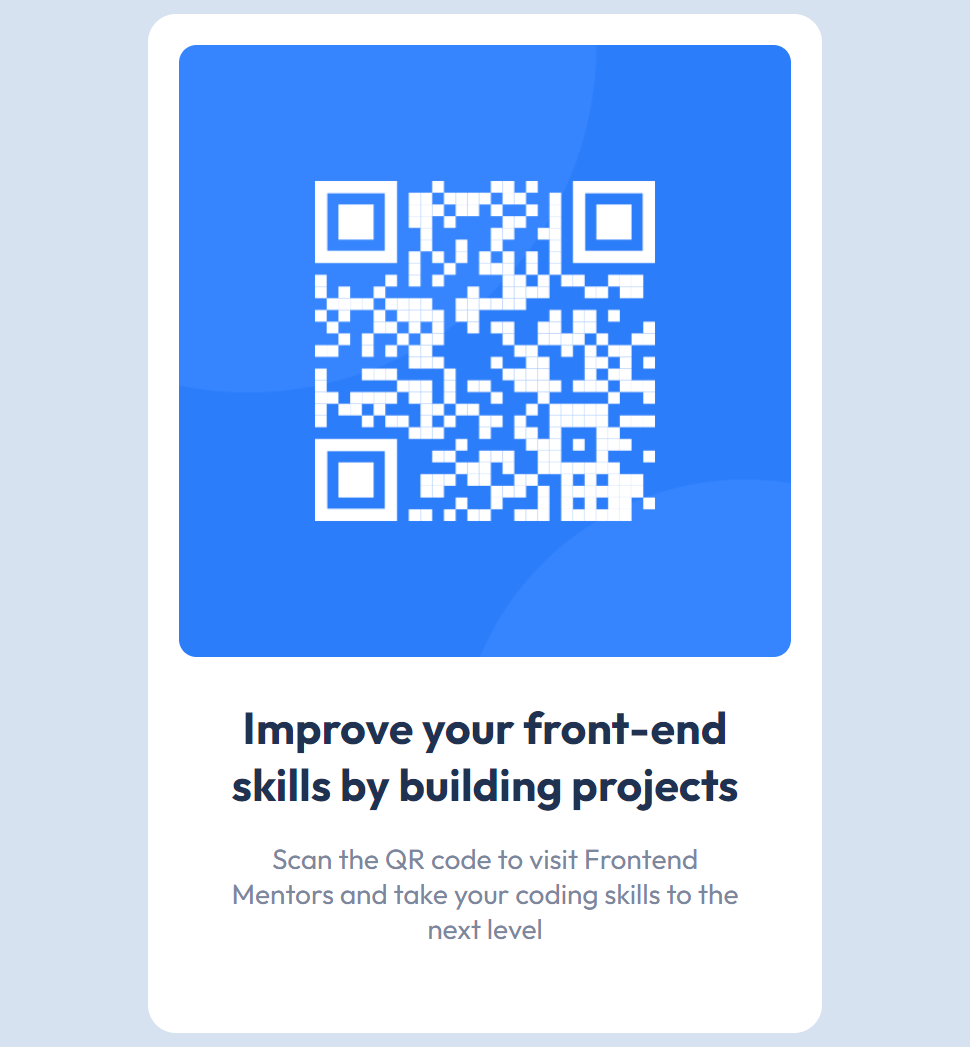 Improve your front-end
skills by building projects
Scan the QR code to visit Frontend
Mentors and take your coding skills to the
next level